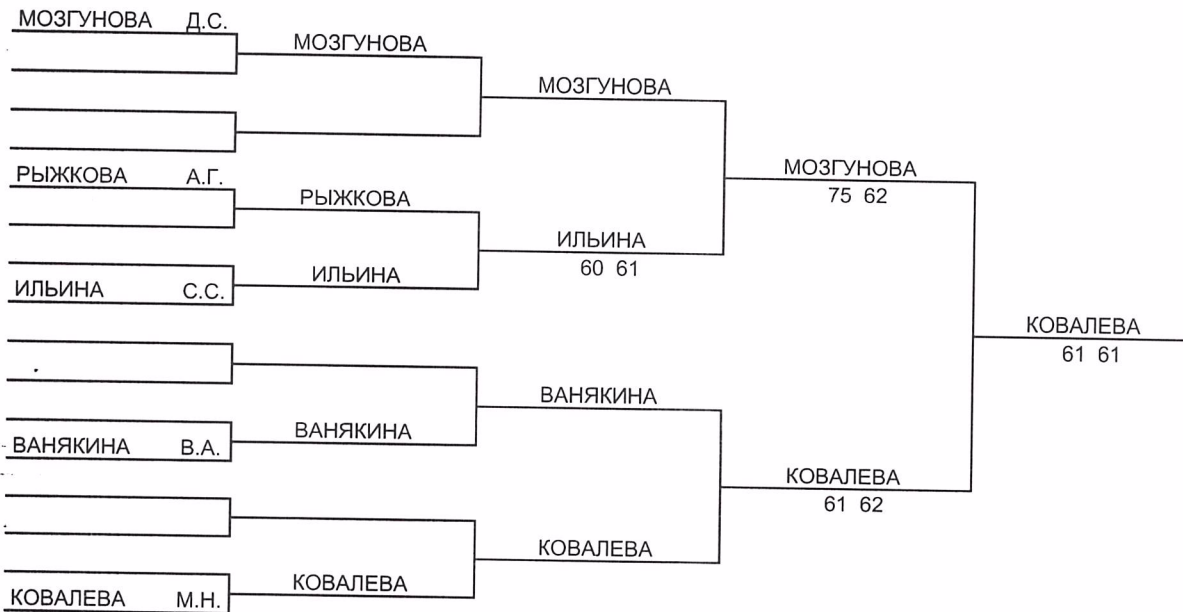 МОЗГУНОВА Д.С.
МОЗГУНОВА
МОЗГУНОВА
РЫЖКОВА А.Г.
МОЗГУНОВА
75 62
РЫЖКОВА
ИЛЬИНА
60 61
ИЛЬИНА
ИЛЬИНА С.С.
КОВАЛЕВА
61 61
ВАНЯКИНА
ВАНЯКИНА
ВАНЯКИНА В.А.
КОВАЛЕВА
61 62
КОВАЛЕВА
КОВАЛЕВА
КОВАЛЕВА М.Н.